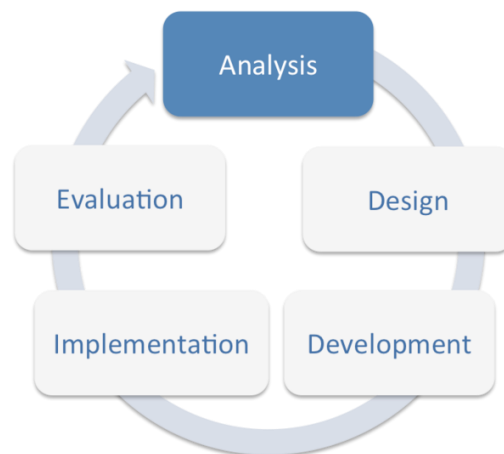 Analysis
Design
Development
Implementation
Evaluation